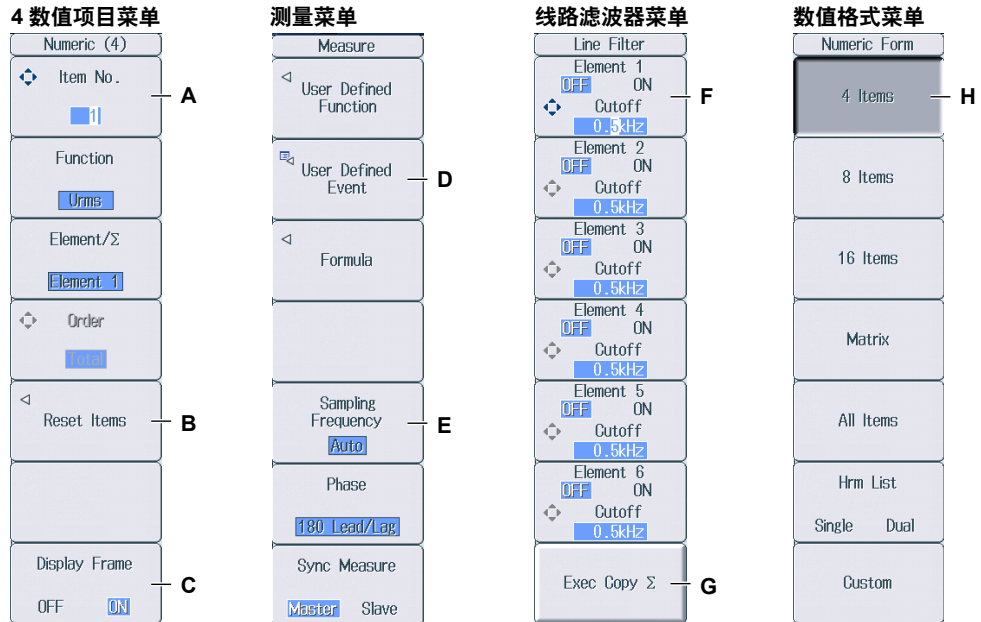 4 数值项目菜单
Numeric (4)
Item No.
1
A
Function
Urms
Element/Σ
Element 1
Order
Total
Reset Items
B
Display Frame
C
OFF ON
测量菜单
Measure
User Defined
Function
User Defined
Event
D
Formula
Sampling
Frequency
E
Auto
Phase
180 Lead/Lag
Sync Measure
Master Slave
线路滤波器菜单
Line Filter
Element 1
OFF ON
F
Cutoff
0.5kHz
Element 2
OFF ON
Cutoff
0.5kHz
Element 3
OFF ON
Cutoff
0.5kHz
Element 4
OFF ON
Cutoff
0.5kHz
Element 5
OFF ON
Cutoff
0.5kHz
Element 6
OFF ON
Cutoff
0.5kHz
Exec Copy Σ
G
数值格式菜单
Numeric Form
4 Items
H
8 Items
16 Items
Matrix
All Items
Hrm List
Single Dual
Custom